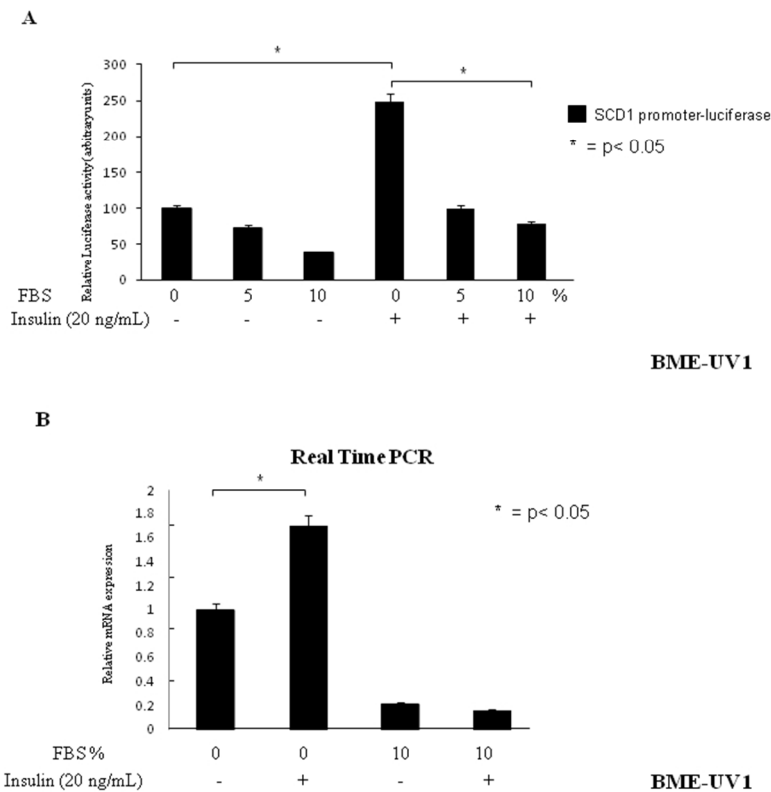 A
Relative Luciferase activity (arbitraryunits)
300
250
200
150
100
50
0
*
*
SCD1 promoter-luciferase
* = p< 0.05
FBS 0 5 10 0 5 10 %
Insulin (20 ng/mL) - - - + + +
BME-UV1
B
Real Time PCR
Relative mRNA expression
2
1.8
1.6
1.4
1.2
1
0.8
0.6
0.4
0.2
0
*
* = p< 0.05
FBS % 0 0 10 10
Insulin (20 ng/mL) - + - +
BME-UV1